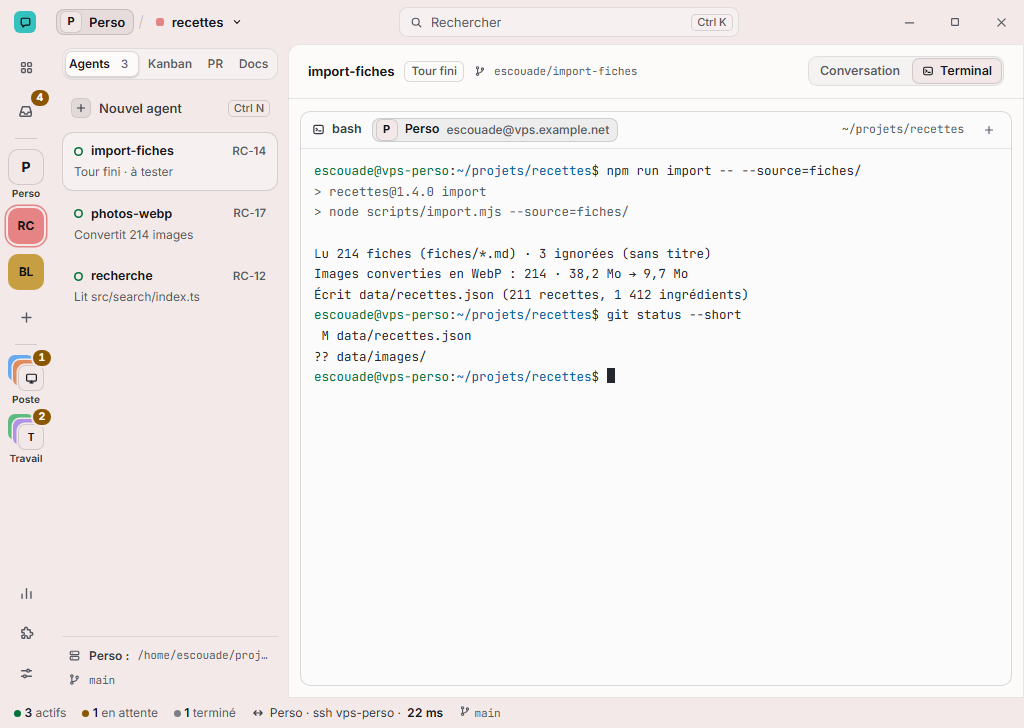 P Perso / recettes
Rechercher Ctrl K
Agents 3 Kanban PR Docs
4
Nouvel agent Ctrl N
P
Perso
RC
BL
1
Poste
2
T
Travail
import-fiches RC-14
Tour fini · à tester
photos-webp RC-17
Convertit 214 images
recherche RC-12
Lit src/search/index.ts
Perso : /home/escouade/proj…
main
import-fiches Tour fini escouade/import-fiches
Conversation Terminal
bash P Perso escouade@vps.example.net ~/projets/recettes +
escouade@vps-perso:~/projets/recettes$ npm run import -- --source=fiches/
> recettes@1.4.0 import
> node scripts/import.mjs --source=fiches/
Lu 214 fiches (fiches/*.md) · 3 ignorées (sans titre)
Images converties en WebP : 214 · 38,2 Mo → 9,7 Mo
Écrit data/recettes.json (211 recettes, 1 412 ingrédients)
escouade@vps-perso:~/projets/recettes$ git status --short
M data/recettes.json
?? data/images/
escouade@vps-perso:~/projets/recettes$
3 actifs 1 en attente 1 terminé Perso · ssh vps-perso · 22 ms main